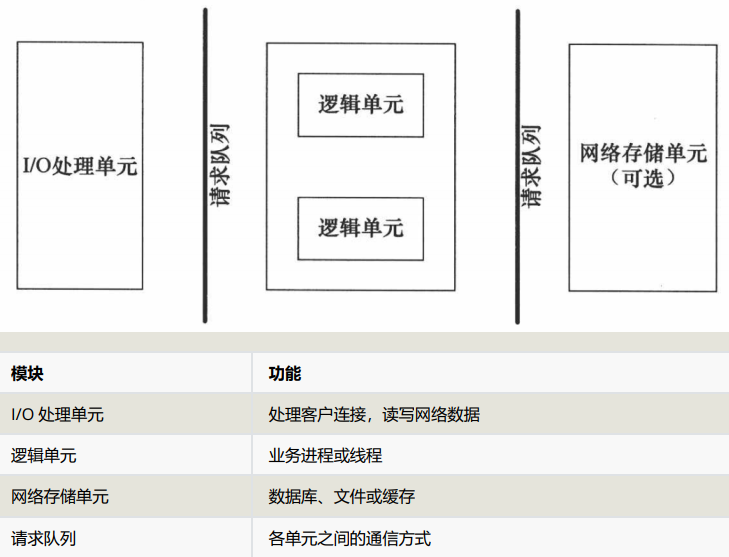 I/O处理单元
请求队列
逻辑单元
逻辑单元
请求队列
网络存储单元
（可选）
模块 功能
I/O 处理单元 处理客户连接，读写网络数据
逻辑单元 业务进程或线程
网络存储单元 数据库、文件或缓存
请求队列 各单元之间的通信方式